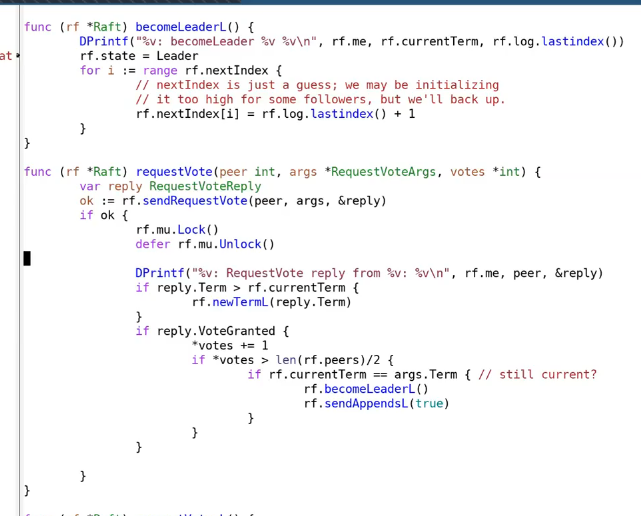 func (rf *Raft) becomeLeaderL() {
DPrintf("%v: becomeLeader %v %v\n", rf.me, rf.currentTerm, rf.log.lastindex())
at
rf.state = Leader
for i := range rf.nextIndex {
// nextIndex is just a guess; we may be initializing
// it too high for some followers, but we'll back up.
rf.nextIndex[i] = rf.log.lastindex() + 1
}
}
func (rf *Raft) requestVote(peer int, args *RequestVoteArgs, votes *int) {
var reply RequestVoteReply
ok := rf.sendRequestVote(peer, args, &reply)
if ok {
rf.mu.Lock()
defer rf.mu.Unlock()
DPrintf("%v: RequestVote reply from %v: %v\n", rf.me, peer, &reply)
if reply.Term > rf.currentTerm {
rf.newTermL(reply.Term)
}
if reply.VoteGranted {
*votes += 1
if *votes > len(rf.peers)/2 {
if rf.currentTerm == args.Term { // still current?
rf.becomeLeaderL()
rf.sendAppendsL(true)
}
}
}
}
}